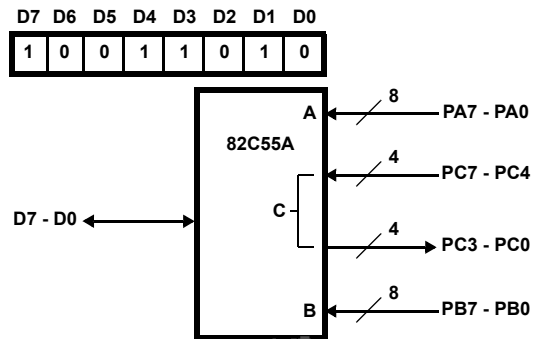 D7 D6 D5 D4 D3 D2 D1 D0
1 0 0 1 1 0 1 0
8
A PA7 - PA0
82C55A
4
PC7 - PC4
C
D7 - D0
4
PC3 - PC0
8
B PB7 - PB0